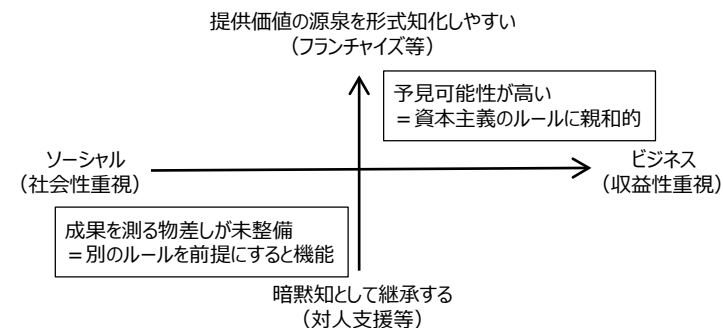 提供価値の源泉を形式知化しやすい
（フランチャイズ等）
予見可能性が高い
＝資本主義のルールに親和的
ソーシャル
（社会性重視）
ビジネス
（収益性重視）
成果を測る物差しが未整備
＝別のルールを前提にすると機能
暗黙知として継承する
（対人支援等）